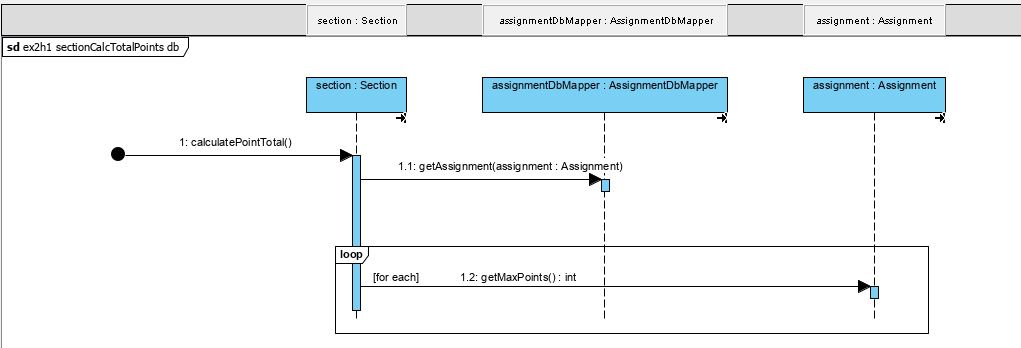 section : Section
assignmentDbMapper : AssignmentDbMapper
assignment : Assignment
sd ex2h1 sectionCalcTotalPoints db
section : Section
assignmentDbMapper : AssignmentDbMapper
assignment : Assignment
1: calculatePointTotal()
1.1: getAssignment(assignment : Assignment)
loop
[for each]
1.2: getMaxPoints() : int